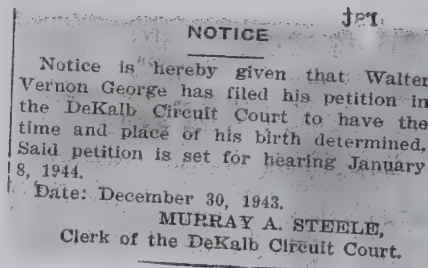 NOTICE
Notice is hereby given that Walter
Vernon George has filed his petition in
the DeKalb Circuit Court to have the
time and place of his birth determined.
Said petition is set for hearing January
8, 1944.
Date: December 30, 1943.
MURRAY A. STEELE,
Clerk of the DeKalb Circuit Court.